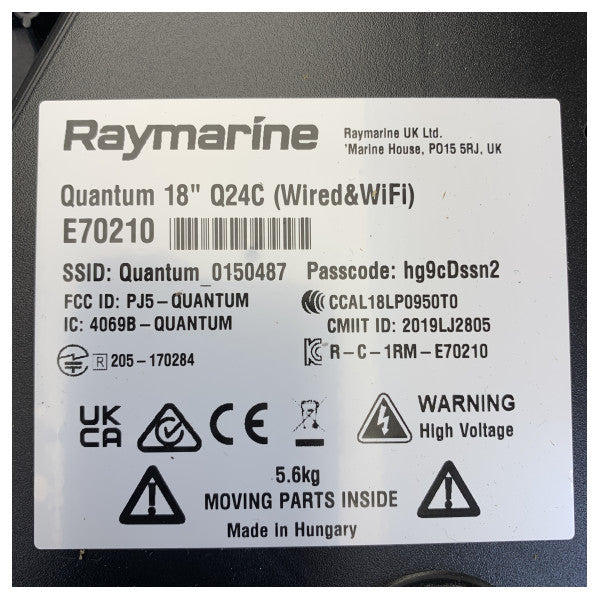 Raymarine
Raymarine UK Ltd.
'Marine House, PO15 5RJ, UK
Quantum 18" Q24C (Wired&WiFi)
E70210
SSID: Quantum_0150487 Passcode: hg9cDssn2
FCC ID: PJ5-QUANTUM
CCAL18LP0950T0
IC: 4069B-QUANTUM
CMIIT ID: 2019LJ2805
R 205-170284
R-C-1RM-E70210
UK
CA
CE
WARNING
High Voltage
5.6kg
MOVING PARTS INSIDE
Made in Hungary